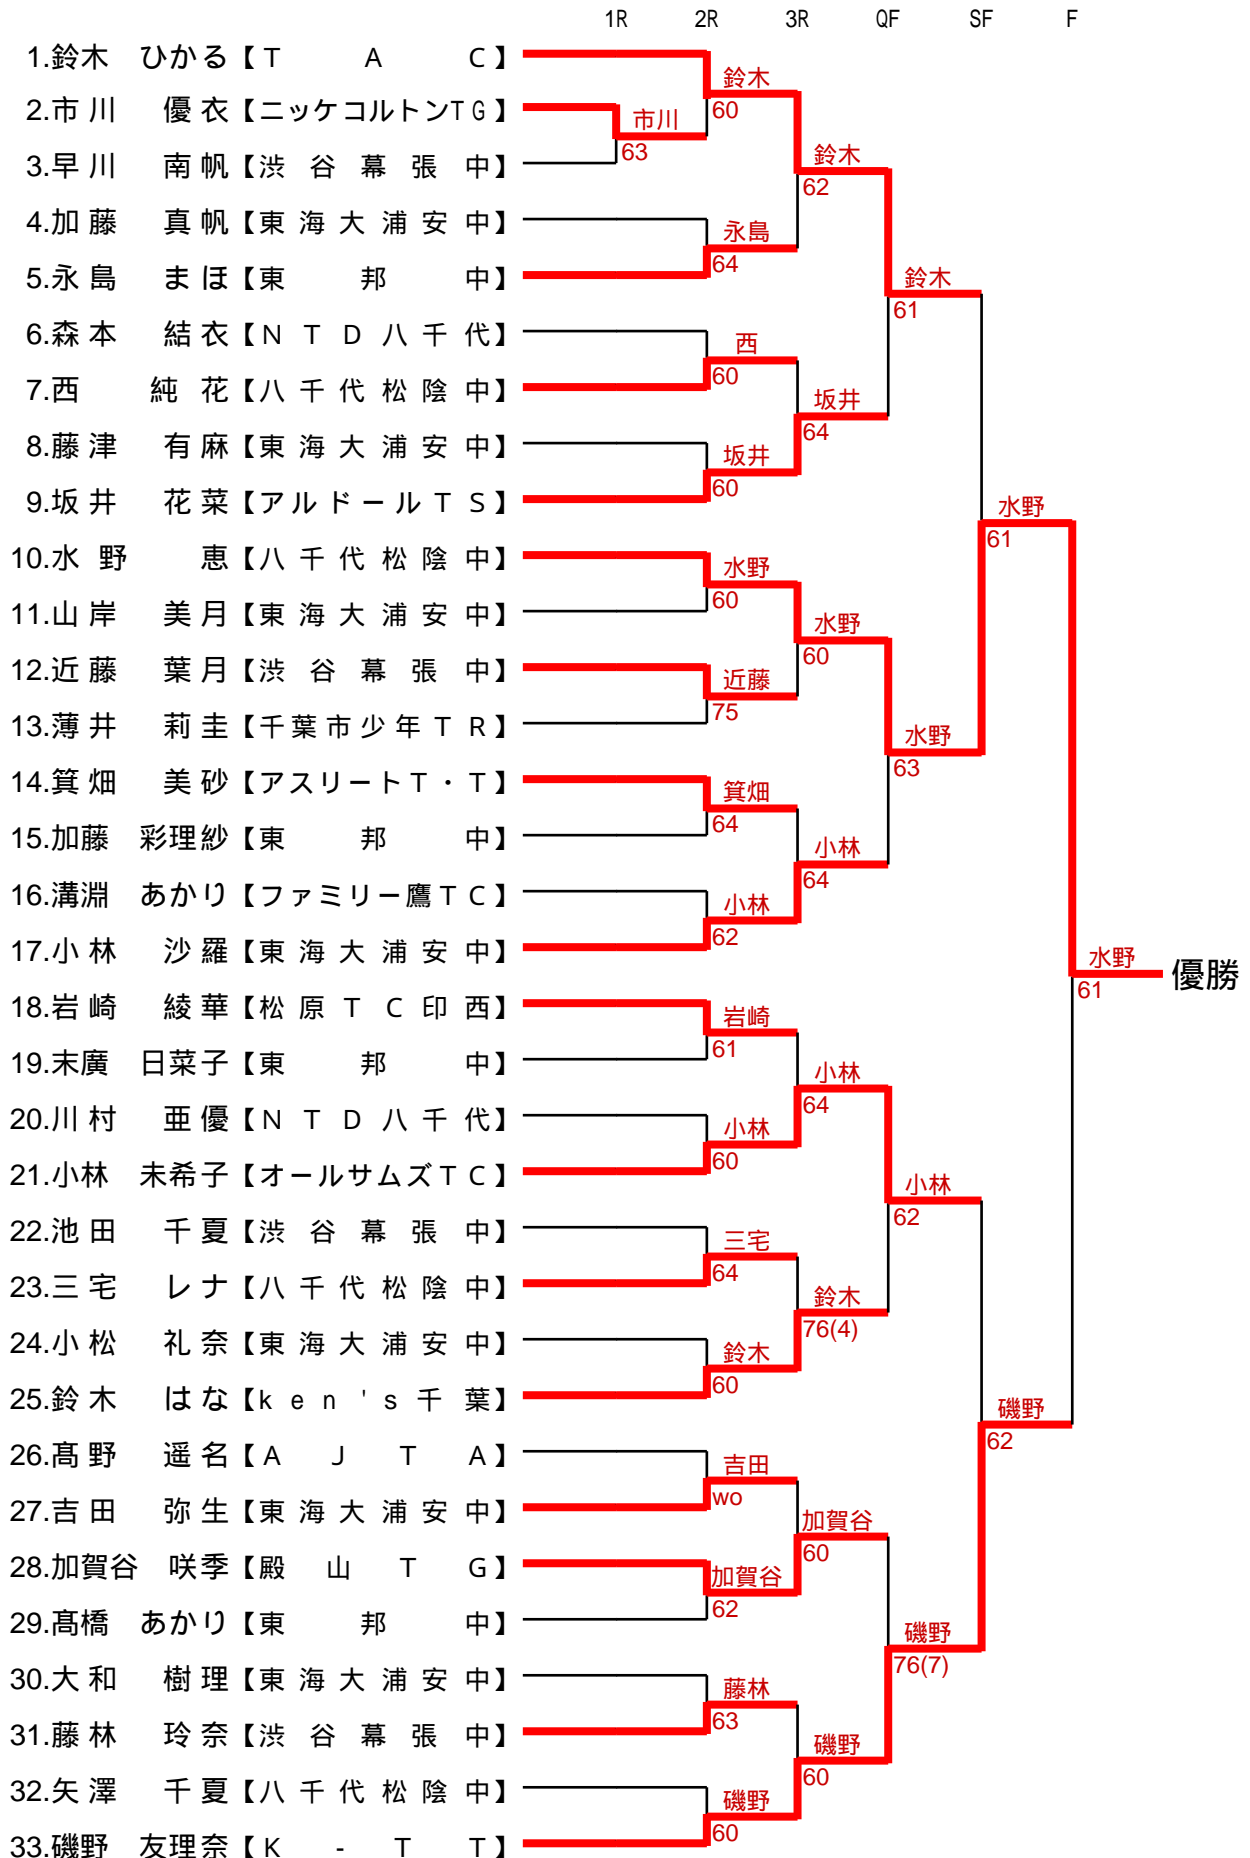 1R 2R 3R QF SF F
1.鈴木 ひかる【T A C】
鈴木
2.市川 優衣【ニッケコルトンTG】
60
市川
3.早川 南帆【渋谷幕張中】
63
鈴木
62
4.加藤 真帆【東海大浦安中】
永島
5.永島 まほ【東邦中】
64
鈴木
61
6.森本 結衣【NTD八千代】
西
7.西 純花【八千代松陰中】
60
坂井
64
8.藤津 有麻【東海大浦安中】
坂井
9.坂井 花菜【アルドールTS】
60
水野
61
10.水野 恵【八千代松陰中】
水野
60
11.山岸 美月【東海大浦安中】
水野
60
12.近藤 葉月【渋谷幕張中】
近藤
75
13.薄井 莉圭【千葉市少年TR】
水野
63
14.箕畑 美砂【アスリートT・T】
箕畑
64
15.加藤 彩理紗【東邦中】
小林
64
16.溝淵 あかり【ファミリー鷹TC】
小林
62
17.小林 沙羅【東海大浦安中】
水野
優勝
61
18.岩崎 綾華【松原TC印西】
岩崎
61
19.末廣 日菜子【東邦中】
小林
64
20.川村 亜優【NTD八千代】
小林
60
21.小林 未希子【オールサムズTC】
小林
62
22.池田 千夏【渋谷幕張中】
三宅
64
23.三宅 レナ【八千代松陰中】
鈴木
76(4)
24.小松 礼奈【東海大浦安中】
鈴木
60
25.鈴木 はな【ken's千葉】
磯野
62
26.髙野 遥名【AJTA】
吉田
wo
27.吉田 弥生【東海大浦安中】
加賀谷
60
28.加賀谷 咲季【殿山TG】
加賀谷
62
29.髙橋 あかり【東邦中】
磯野
76(7)
30.大和 樹理【東海大浦安中】
藤林
63
31.藤林 玲奈【渋谷幕張中】
磯野
60
32.矢澤 千夏【八千代松陰中】
磯野
60
33.磯野 友理奈【K-TT】